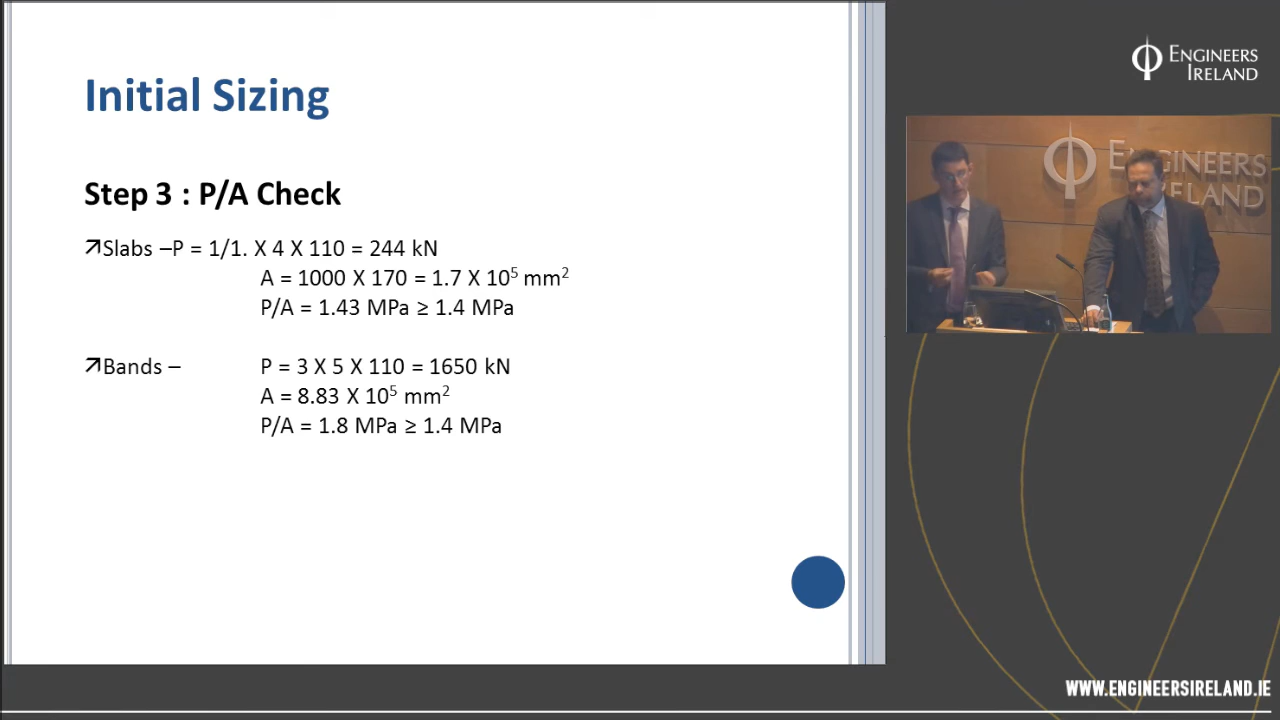 Initial Sizing
Step 3 : P/A Check
Slabs –P = 1/1. X 4 X 110 = 244 kN
A = 1000 X 170 = 1.7 X 10⁵ mm²
P/A = 1.43 MPa ≥ 1.4 MPa
Bands – P = 3 X 5 X 110 = 1650 kN
A = 8.83 X 10⁵ mm²
P/A = 1.8 MPa ≥ 1.4 MPa
ENGINEERS
IRELAND
ENGINEERS
IRELAND
WWW.ENGINEERSIRELAND.IE